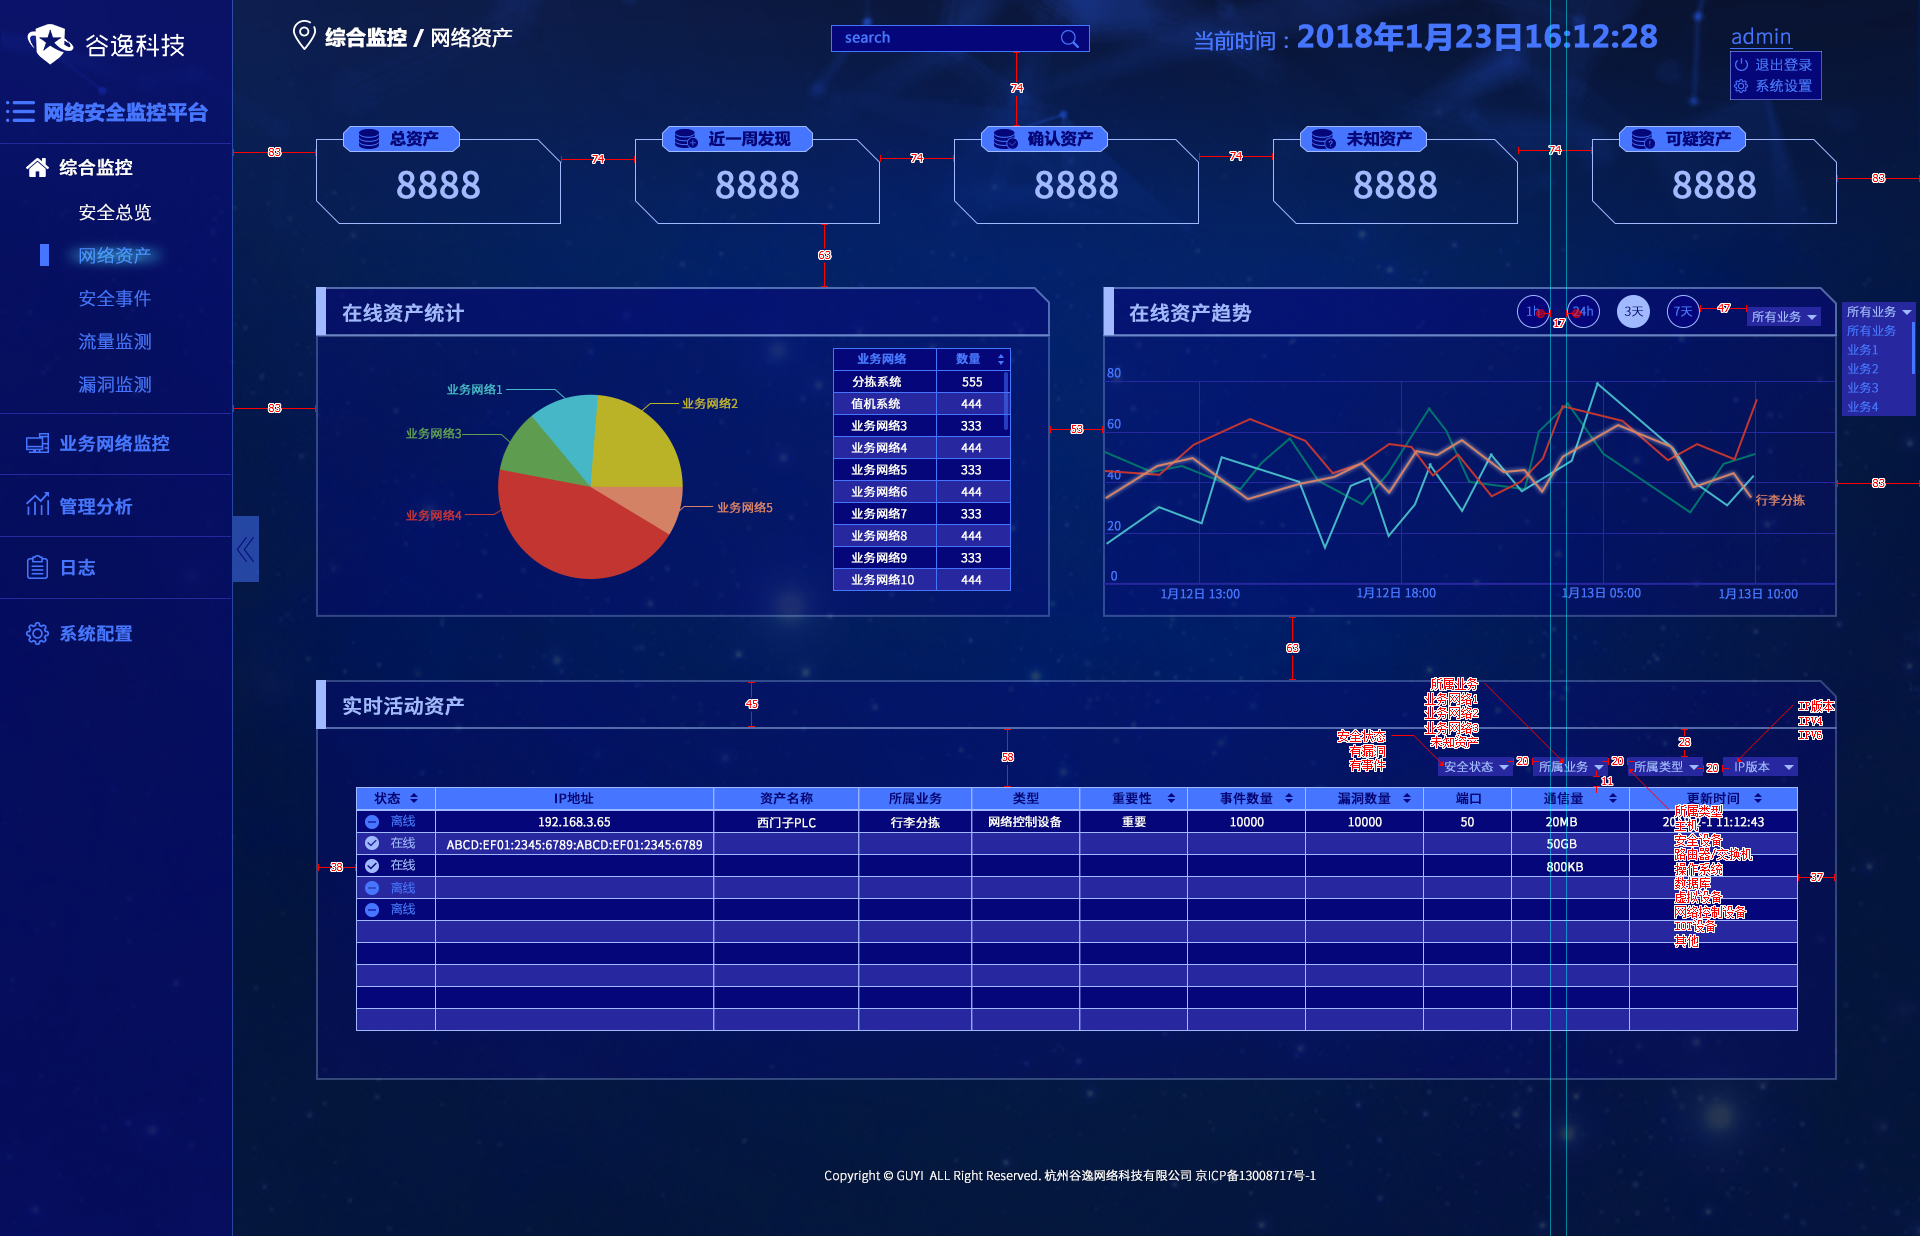 谷逸科技
综合监控 / 网络资产
search
当前时间：2018年1月23日16:12:28
admin
退出登录
系统设置
网络安全监控平台
综合监控
安全总览
网络资产
安全事件
流量监测
漏洞监测
业务网络监控
管理分析
日志
系统配置
74
83
总资产
8888
74
近一周发现
8888
74
确认资产
8888
74
未知资产
8888
74
可疑资产
8888
83
63
在线资产统计
业务网络1
业务网络2
业务网络3
业务网络4
业务网络5
业务网络 数量
分拣系统 555
值机系统 444
业务网络3 333
业务网络4 444
业务网络5 333
业务网络6 444
业务网络7 333
业务网络8 444
业务网络9 333
业务网络10 444
83
53
在线资产趋势
1h
24h
3天
7天
17
47
所有业务
所有业务
所有业务
业务1
业务2
业务3
业务4
80
60
40
20
0
行李分拣
1月12日 13:00
1月12日 18:00
1月13日 05:00
1月13日 10:00
83
63
实时活动资产
45
58
所属业务
业务网络1
业务网络2
业务网络3
未知资产
安全状态
有漏洞
有事件
IP版本
IPV4
IPV6
28
安全状态
20
所属业务
20
所属类型
20
IP版本
11
状态 IP地址 资产名称 所属业务 类型 重要性 事件数量 漏洞数量 端口 通信量 更新时间
离线 192.168.3.65 西门子PLC 行李分拣 网络控制设备 重要 10000 10000 50 20MB
在线 ABCD:EF01:2345:6789:ABCD:EF01:2345:6789 50GB
在线 800KB
离线
离线
所属类型
主机
安全设备
路由器/交换机
操作系统
数据库
虚拟设备
网络控制设备
IOT设备
其他
38
37
Copyright © GUYI ALL Right Reserved. 杭州谷逸网络科技有限公司 京ICP备13008717号-1